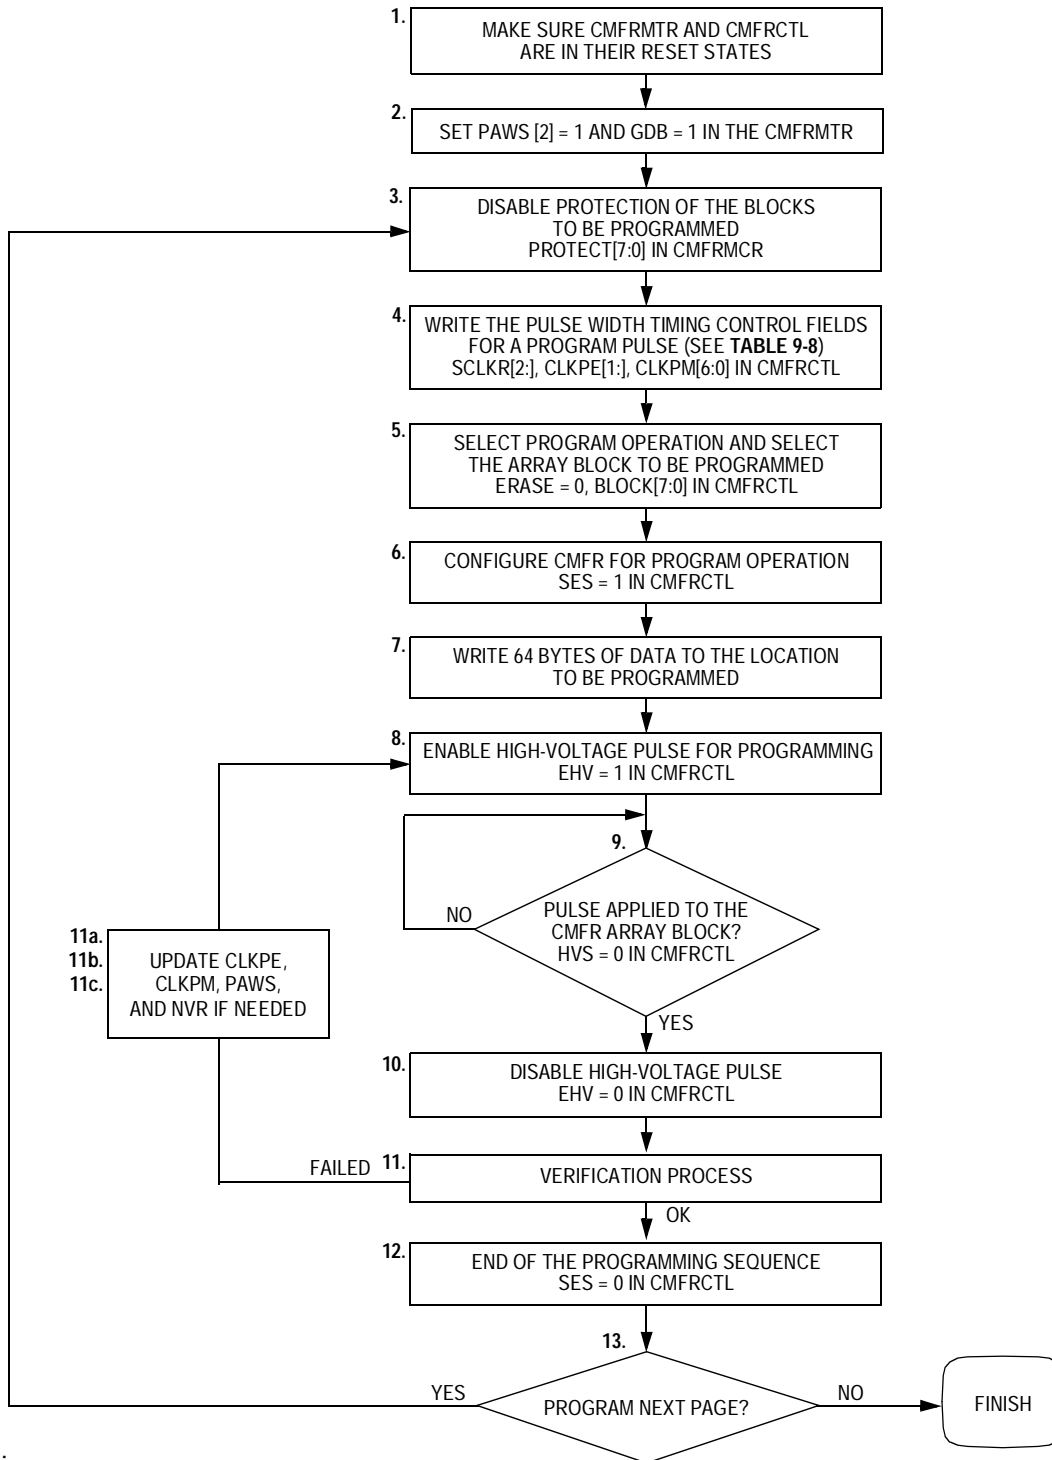 1.
MAKE SURE CMFRMTR AND CMFRCTL
ARE IN THEIR RESET STATES
2.
SET PAWS [2] = 1 AND GDB = 1 IN THE CMFRMTR
3.
DISABLE PROTECTION OF THE BLOCKS
TO BE PROGRAMMED
PROTECT[7:0] IN CMFRMCR
4.
WRITE THE PULSE WIDTH TIMING CONTROL FIELDS
FOR A PROGRAM PULSE (SEE TABLE 9-8)
SCLKR[2:], CLKPE[1:], CLKPM[6:0] IN CMFRCTL
5.
SELECT PROGRAM OPERATION AND SELECT
THE ARRAY BLOCK TO BE PROGRAMMED
ERASE = 0, BLOCK[7:0] IN CMFRCTL
6.
CONFIGURE CMFR FOR PROGRAM OPERATION
SES = 1 IN CMFRCTL
7.
WRITE 64 BYTES OF DATA TO THE LOCATION
TO BE PROGRAMMED
8.
ENABLE HIGH-VOLTAGE PULSE FOR PROGRAMMING
EHV = 1 IN CMFRCTL
9.
PULSE APPLIED TO THE
CMFR ARRAY BLOCK?
HVS = 0 IN CMFRCTL
NO
YES
11a.
11b.
11c.
UPDATE CLKPE,
CLKPM, PAWS,
AND NVR IF NEEDED
10.
DISABLE HIGH-VOLTAGE PULSE
EHV = 0 IN CMFRCTL
FAILED
11.
VERIFICATION PROCESS
OK
12.
END OF THE PROGRAMMING SEQUENCE
SES = 0 IN CMFRCTL
13.
YES
PROGRAM NEXT PAGE?
NO
FINISH
.